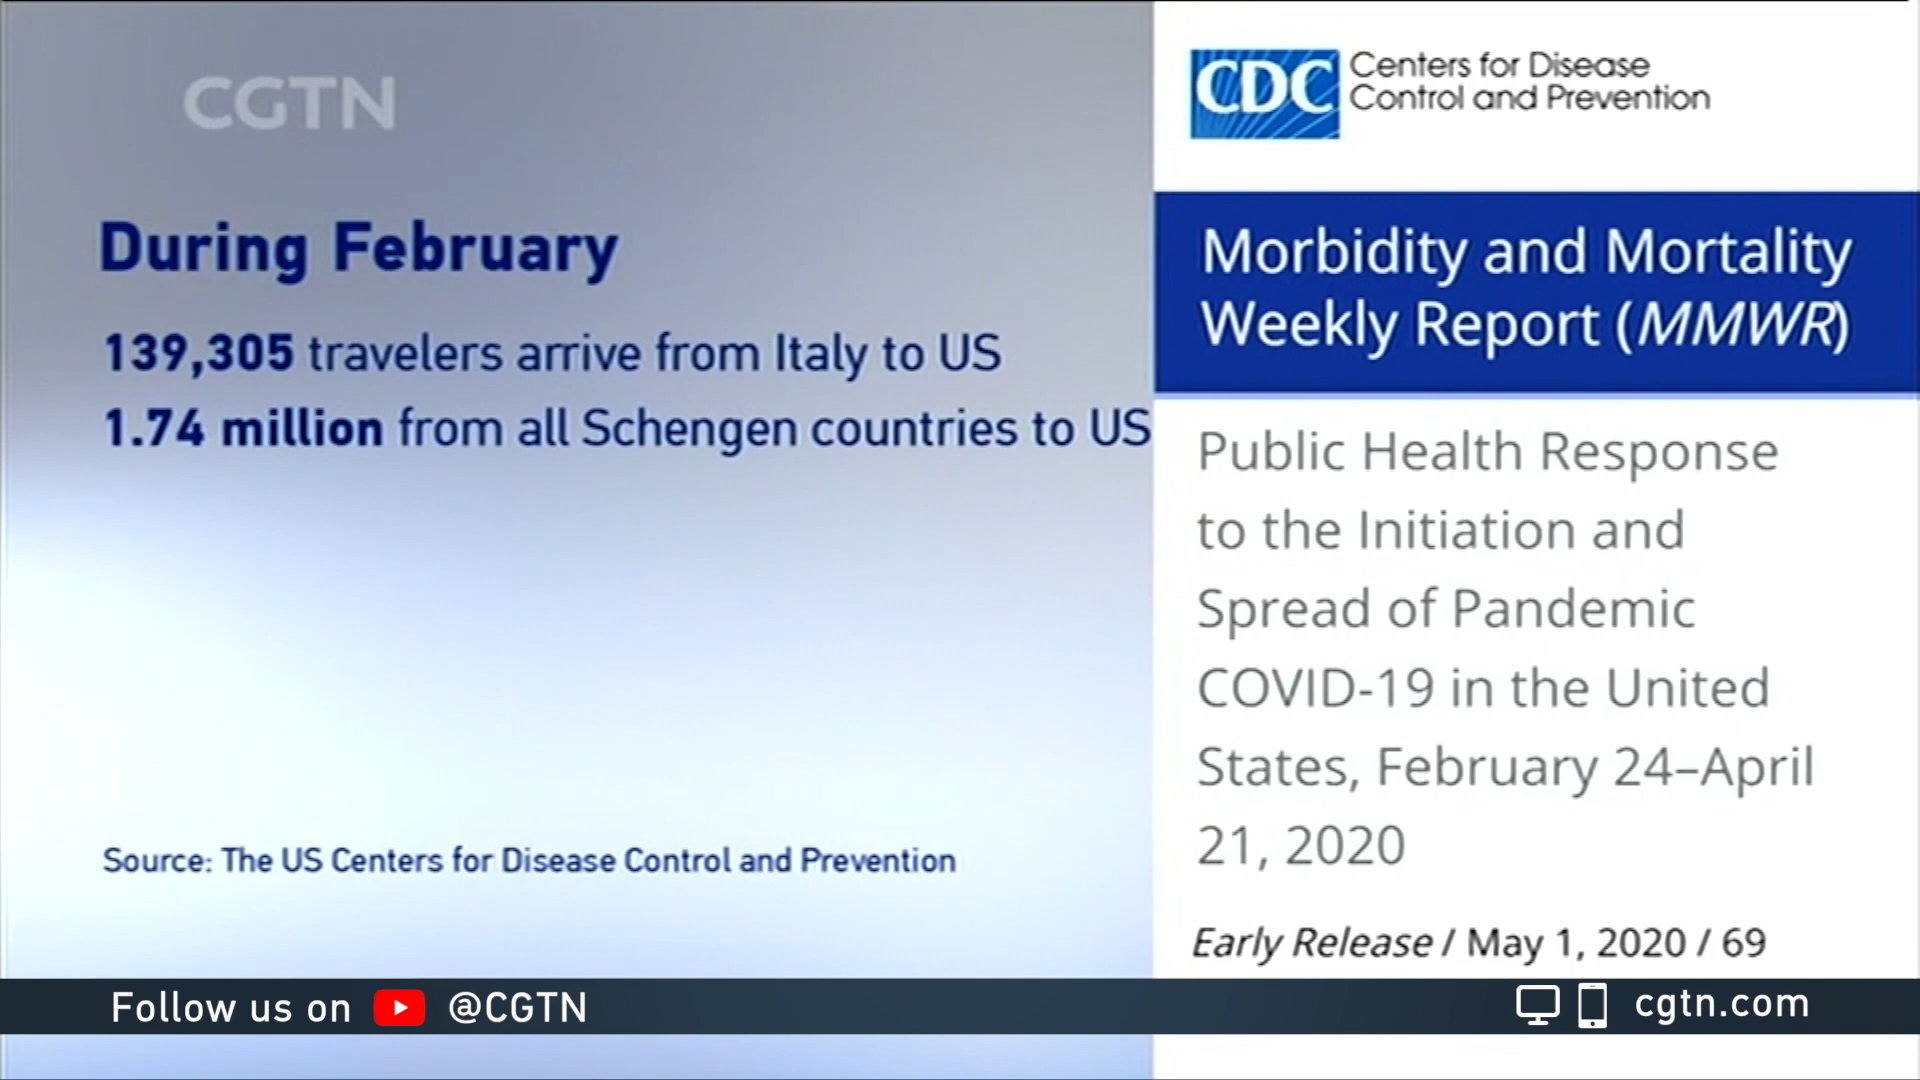 CGTN
During February
139,305 travelers arrive from Italy to US
1.74 million from all Schengen countries to US
Source: The US Centers for Disease Control and Prevention
CDC
Centers for Disease
Control and Prevention
Morbidity and Mortality
Weekly Report (MMWR)
Public Health Response
to the Initiation and
Spread of Pandemic
COVID-19 in the United
States, February 24–April
21, 2020
Early Release / May 1, 2020 / 69
Follow us on @CGTN
cgtn.com